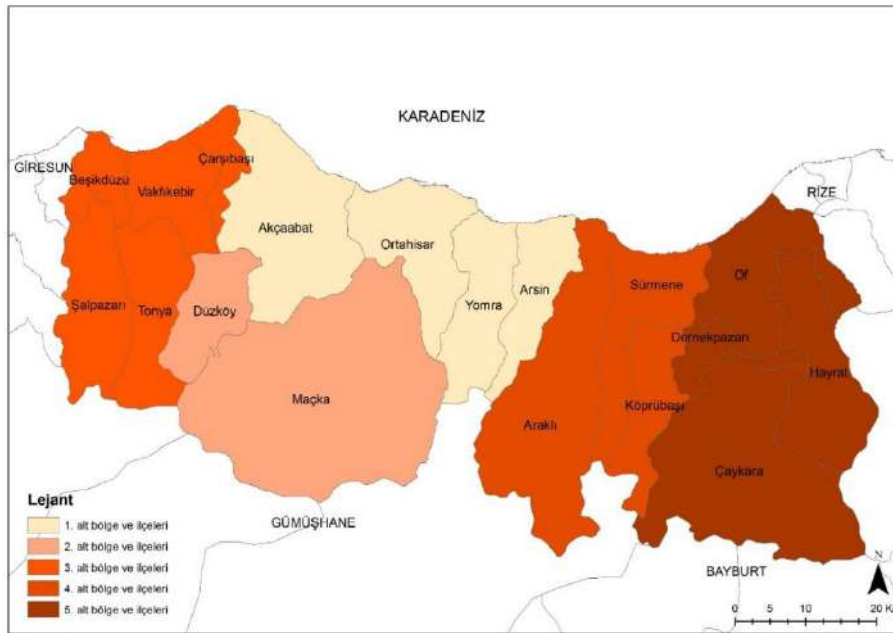 KARADENİZ
GİRESUN
RİZE
Beşikdüzü
Vakfıkebir
Çarşıbaşı
Akçaabat
Ortahisar
Yomra
Arsin
Sürmene
Of
Şalpazarı
Tonya
Düzköy
Maçka
Araklı
Köprübaşı
Dernekpazarı
Hayrat
Çaykara
GÜMÜŞHANE
BAYBURT
Lejant
1. alt bölge ve ilçeleri
2. alt bölge ve ilçeleri
3. alt bölge ve ilçeleri
4. alt bölge ve ilçeleri
5. alt bölge ve ilçeleri
N
0 5 10 20